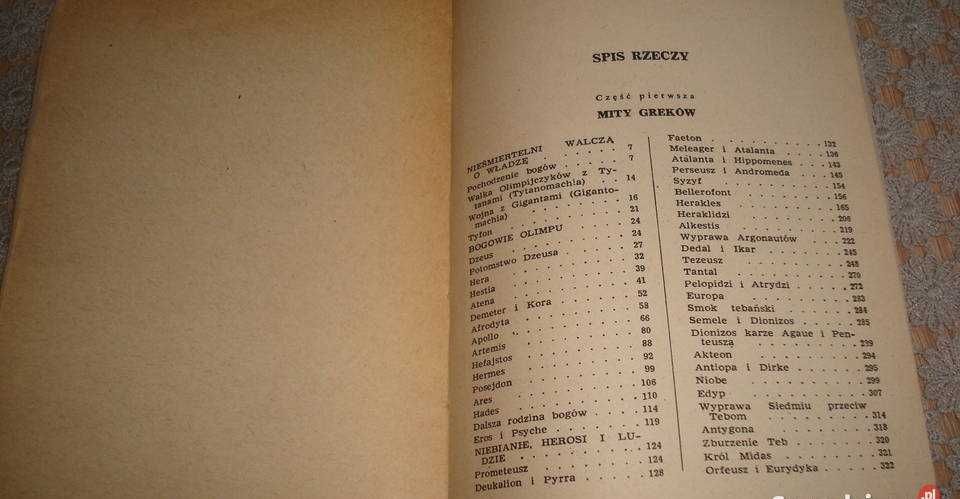 SPIS RZECZY
Część pierwsza
MITY GREKÓW
NIEŚMIERTELNI WALCZĄ
O WŁADZĘ . . . . . 7
Pochodzenie bogów . . . . 7
Walka Olimpijczyków z Ty-
tanami (Tytanomachia) . . 14
Wojna z Gigantami (Giganto-
machia) . . . . . . 16
Tyfon . . . . . . . 21
BOGOWIE OLIMPU . . . . 24
Dzeus . . . . . . . 24
Potomstwo Dzeusa . . . . 27
Hera . . . . . . . 32
Hestia . . . . . . . 39
Atena . . . . . . . 41
Demeter i Kora . . . . . 52
Afrodyta . . . . . . 58
Apollo . . . . . . . 66
Artemis . . . . . . . 80
Hefajstos . . . . . . 88
Hermes . . . . . . . 92
Posejdon . . . . . . 99
Ares . . . . . . . 106
Hades . . . . . . . 110
Dalsza rodzina bogów . . . 114
Eros i Psyche . . . . . 119
NIEBIANIE, HEROSI I LU-
DZIE . . . . . . . 124
Prometeusz . . . . . . 124
Deukalion i Pyrra . . . . 128
Faeton . . . . . . . 132
Meleager i Atalanta . . . . 136
Atalanta i Hippomenes . . . 143
Perseusz i Andromeda . . . 145
Syzyf . . . . . . . 154
Bellerofont . . . . . . 156
Herakles . . . . . . 165
Heraklidzi . . . . . . 206
Alkestis . . . . . . . 219
Wyprawa Argonautów . . . 222
Dedal i Ikar . . . . . 245
Tezeusz . . . . . . . 248
Tantal . . . . . . . 270
Pelopidzi i Atrydzi . . . . 272
Europa . . . . . . . 283
Smok tebański . . . . . 284
Semele i Dionizos . . . . . 285
Dionizos karze Agaue i Pen-
teusza . . . . . . . 289
Akteon . . . . . . . 294
Antiopa i Dirke . . . . . 295
Niobe . . . . . . . 299
Edyp . . . . . . . 307
Wyprawa Siedmiu przeciw
Tebom . . . . . . . 314
Antygona . . . . . . 318
Zburzenie Teb . . . . . 320
Król Midas . . . . . . 321
Orfeusz i Eurydyka . . . . 322